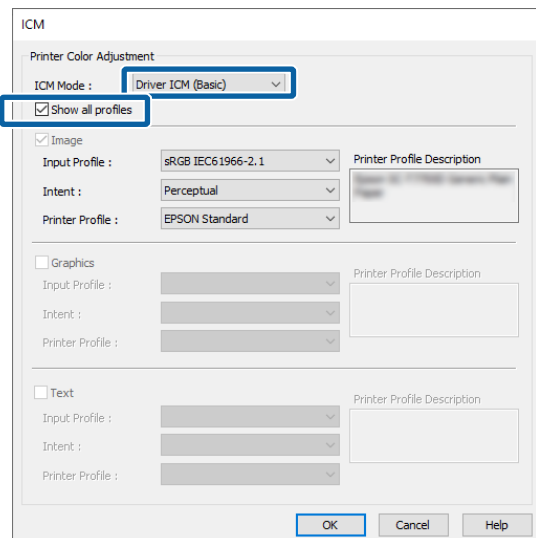 ICM
Printer Color Adjustment
ICM Mode : Driver ICM (Basic)
Show all profiles
Image
Input Profile : sRGB IEC61966-2.1 Printer Profile Description
Intent : Perceptual
Printer Profile : EPSON Standard
Graphics
Printer Profile Description
Input Profile :
Intent :
Printer Profile :
Text
Printer Profile Description
Input Profile :
Intent :
Printer Profile :
OK Cancel Help